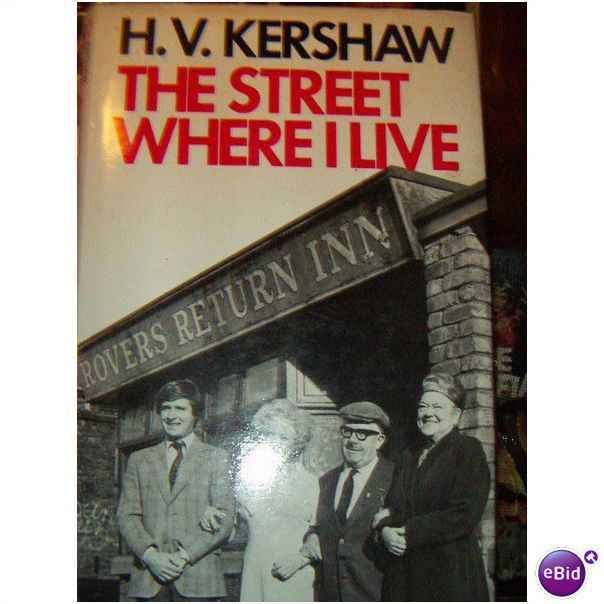 H. V. KERSHAW
THE STREET
WHERE I LIVE
ROVERS RETURN INN
eBid